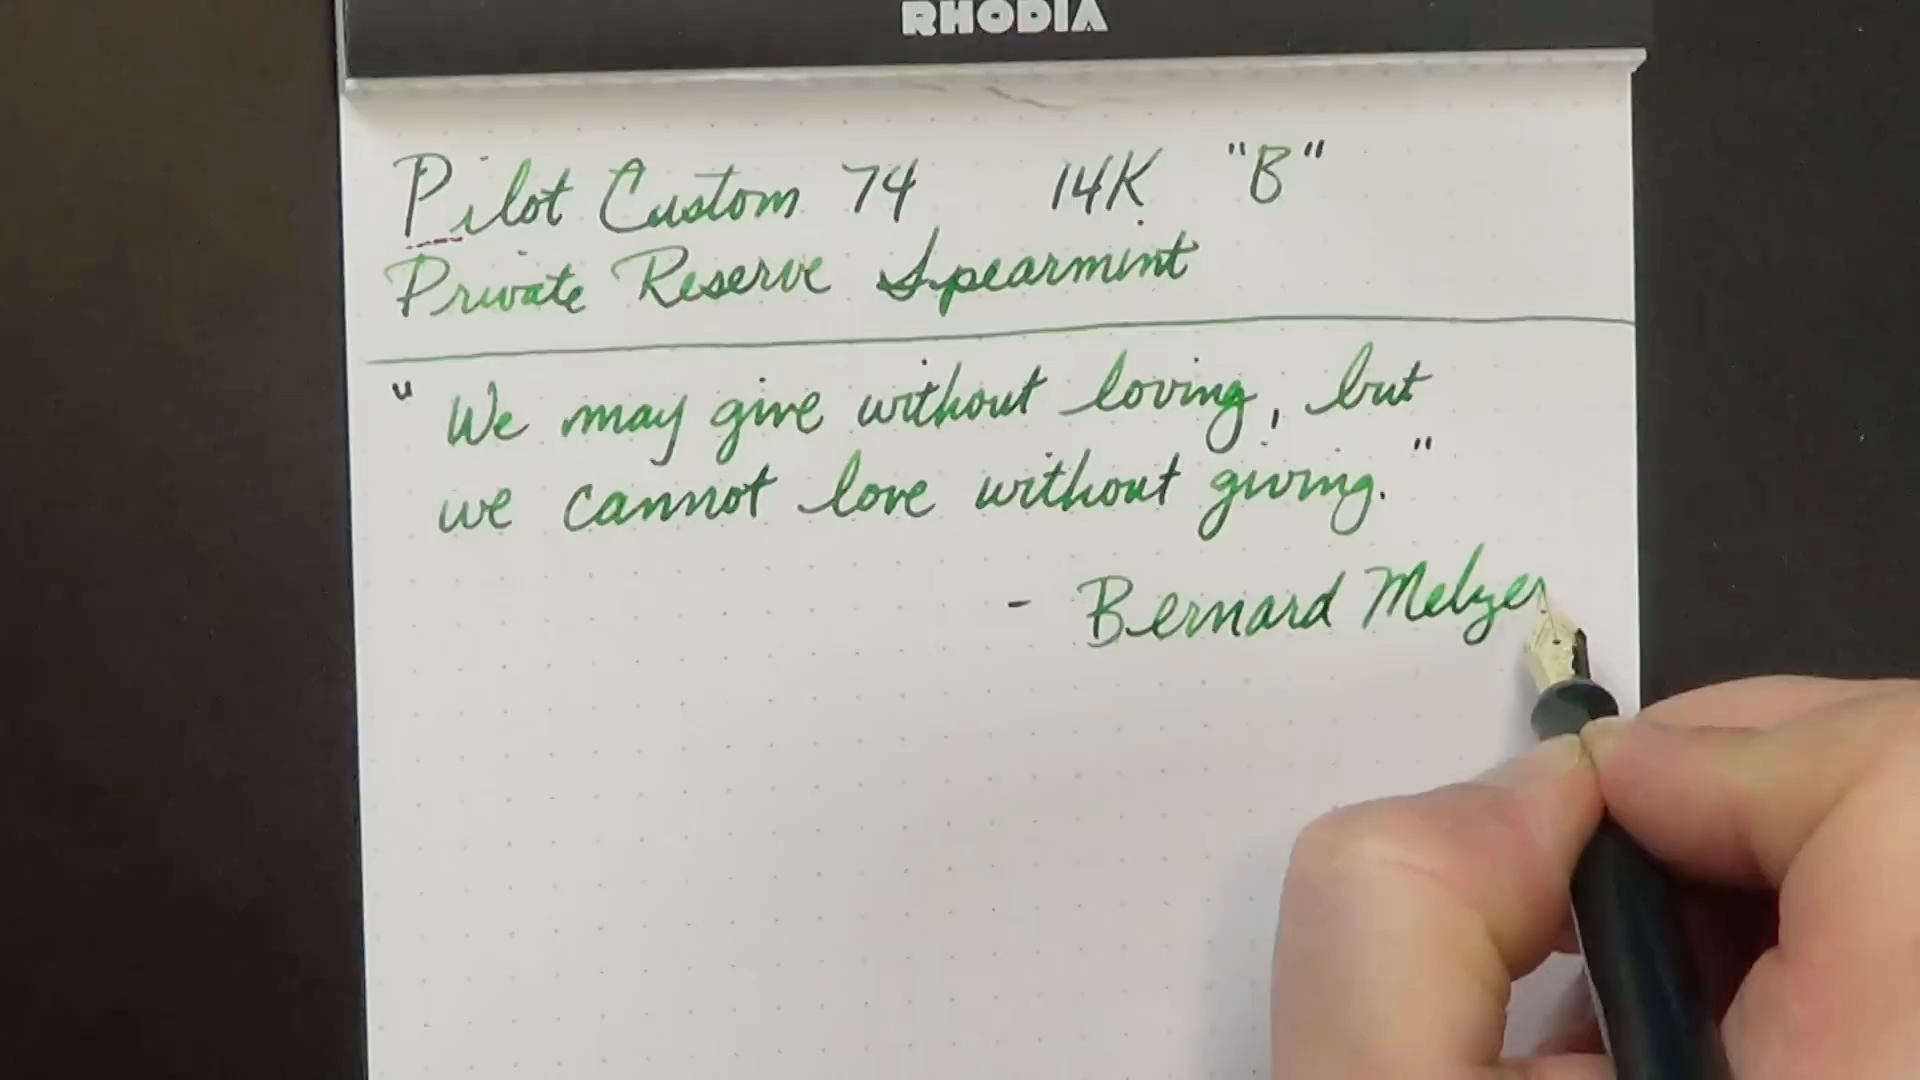 RHODIA
Pilot Custom 74 14K "B"
Private Reserve Spearmint
"We may give without loving, but
we cannot love without giving."
- Bernard Melzer